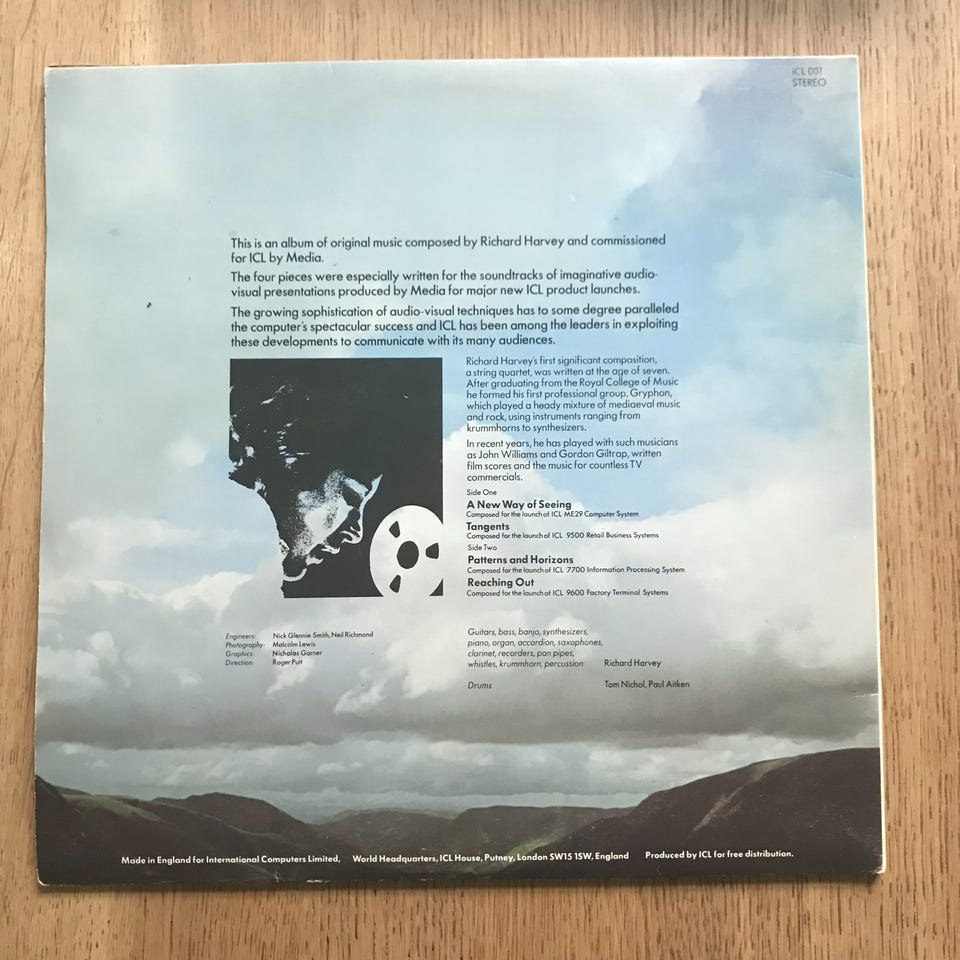 ICL 001
STEREO
This is an album of original music composed by Richard Harvey and commissioned
for ICL by Media.
The four pieces were especially written for the soundtracks of imaginative audio-
visual presentations produced by Media for major new ICL product launches.
The growing sophistication of audio-visual techniques has to some degree paralleled
the computer's spectacular success and ICL has been among the leaders in exploiting
these developments to communicate with its many audiences.
Richard Harvey's first significant composition,
a string quartet, was written at the age of seven.
After graduating from the Royal College of Music
he formed his first professional group, Gryphon,
which played a heady mixture of mediaeval music
and rock, using instruments ranging from
krummhorns to synthesizers.
In recent years, he has played with such musicians
as John Williams and Gordon Giltrap, written
film scores and the music for countless TV
commercials.
Side One
A New Way of Seeing
Composed for the launch of ICL ME29 Computer System
Tangents
Composed for the launch of ICL 9500 Retail Business Systems
Side Two
Patterns and Horizons
Composed for the launch of ICL 7700 Information Processing System
Reaching Out
Composed for the launch of ICL 9600 Factory Terminal Systems
Engineers: Nick Glennie-Smith, Neil Richmond
Photography: Malcolm Lewis
Graphics: Nicholas Garner
Direction: Roger Putt
Guitars, bass, banjo, synthesizers,
piano, organ, accordion, saxophones,
clarinet, recorders, pan pipes,
whistles, krummhorn, percussion Richard Harvey
Drums Tom Nichol, Paul Aitken
Made in England for International Computers Limited, World Headquarters, ICL House, Putney, London SW15 1SW, England Produced by ICL for free distribution.